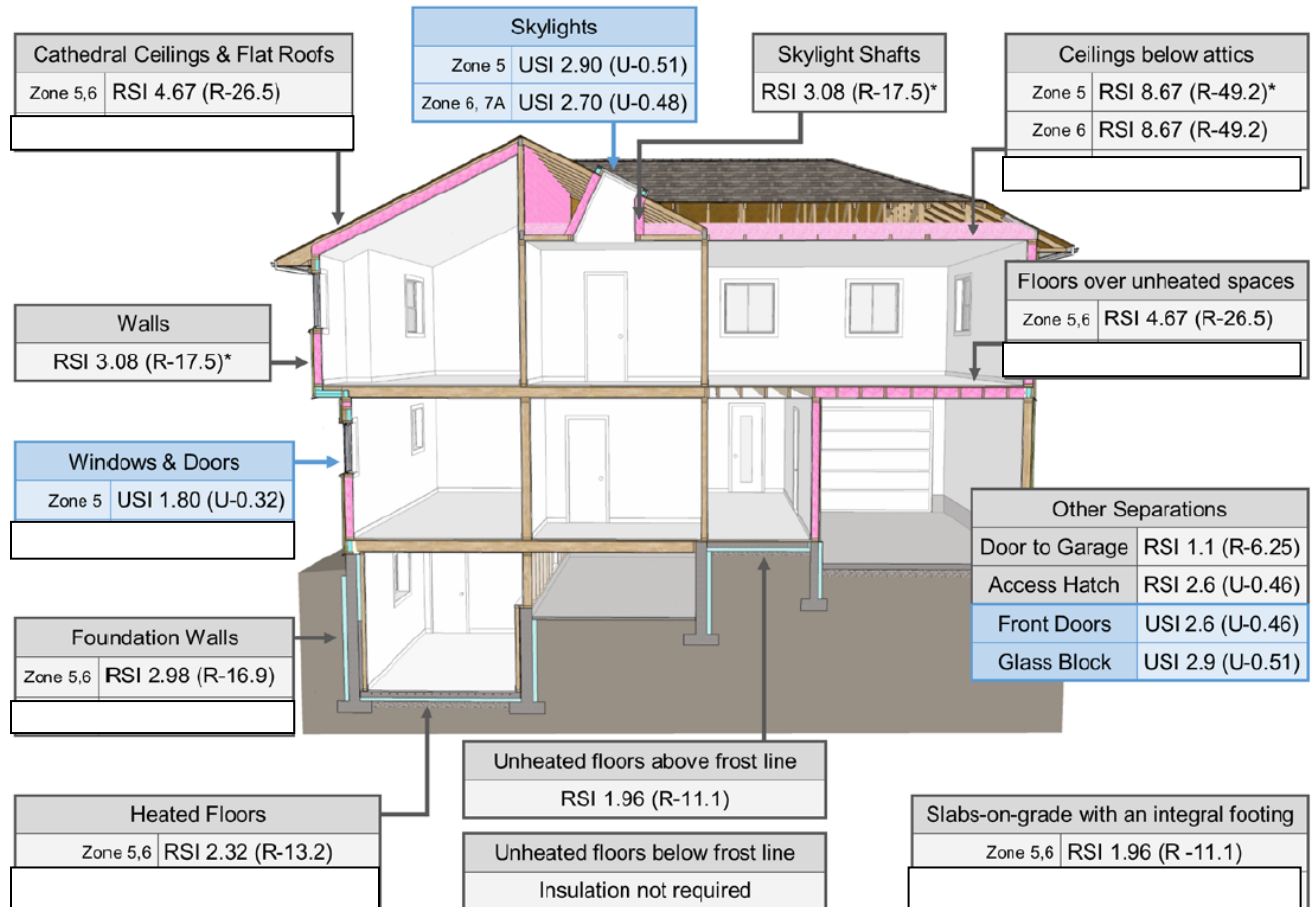 Cathedral Ceilings & Flat Roofs
Zone 5,6 RSI 4.67 (R-26.5)
Skylights
Zone 5 USI 2.90 (U-0.51)
Zone 6, 7A USI 2.70 (U-0.48)
Skylight Shafts
RSI 3.08 (R-17.5)*
Ceilings below attics
Zone 5 RSI 8.67 (R-49.2)*
Zone 6 RSI 8.67 (R-49.2)
Walls
RSI 3.08 (R-17.5)*
Floors over unheated spaces
Zone 5,6 RSI 4.67 (R-26.5)
Windows & Doors
Zone 5 USI 1.80 (U-0.32)
Other Separations
Door to Garage RSI 1.1 (R-6.25)
Access Hatch RSI 2.6 (U-0.46)
Front Doors USI 2.6 (U-0.46)
Glass Block USI 2.9 (U-0.51)
Foundation Walls
Zone 5,6 RSI 2.98 (R-16.9)
Unheated floors above frost line
RSI 1.96 (R-11.1)
Heated Floors
Zone 5,6 RSI 2.32 (R-13.2)
Unheated floors below frost line
Insulation not required
Slabs-on-grade with an integral footing
Zone 5,6 RSI 1.96 (R -11.1)